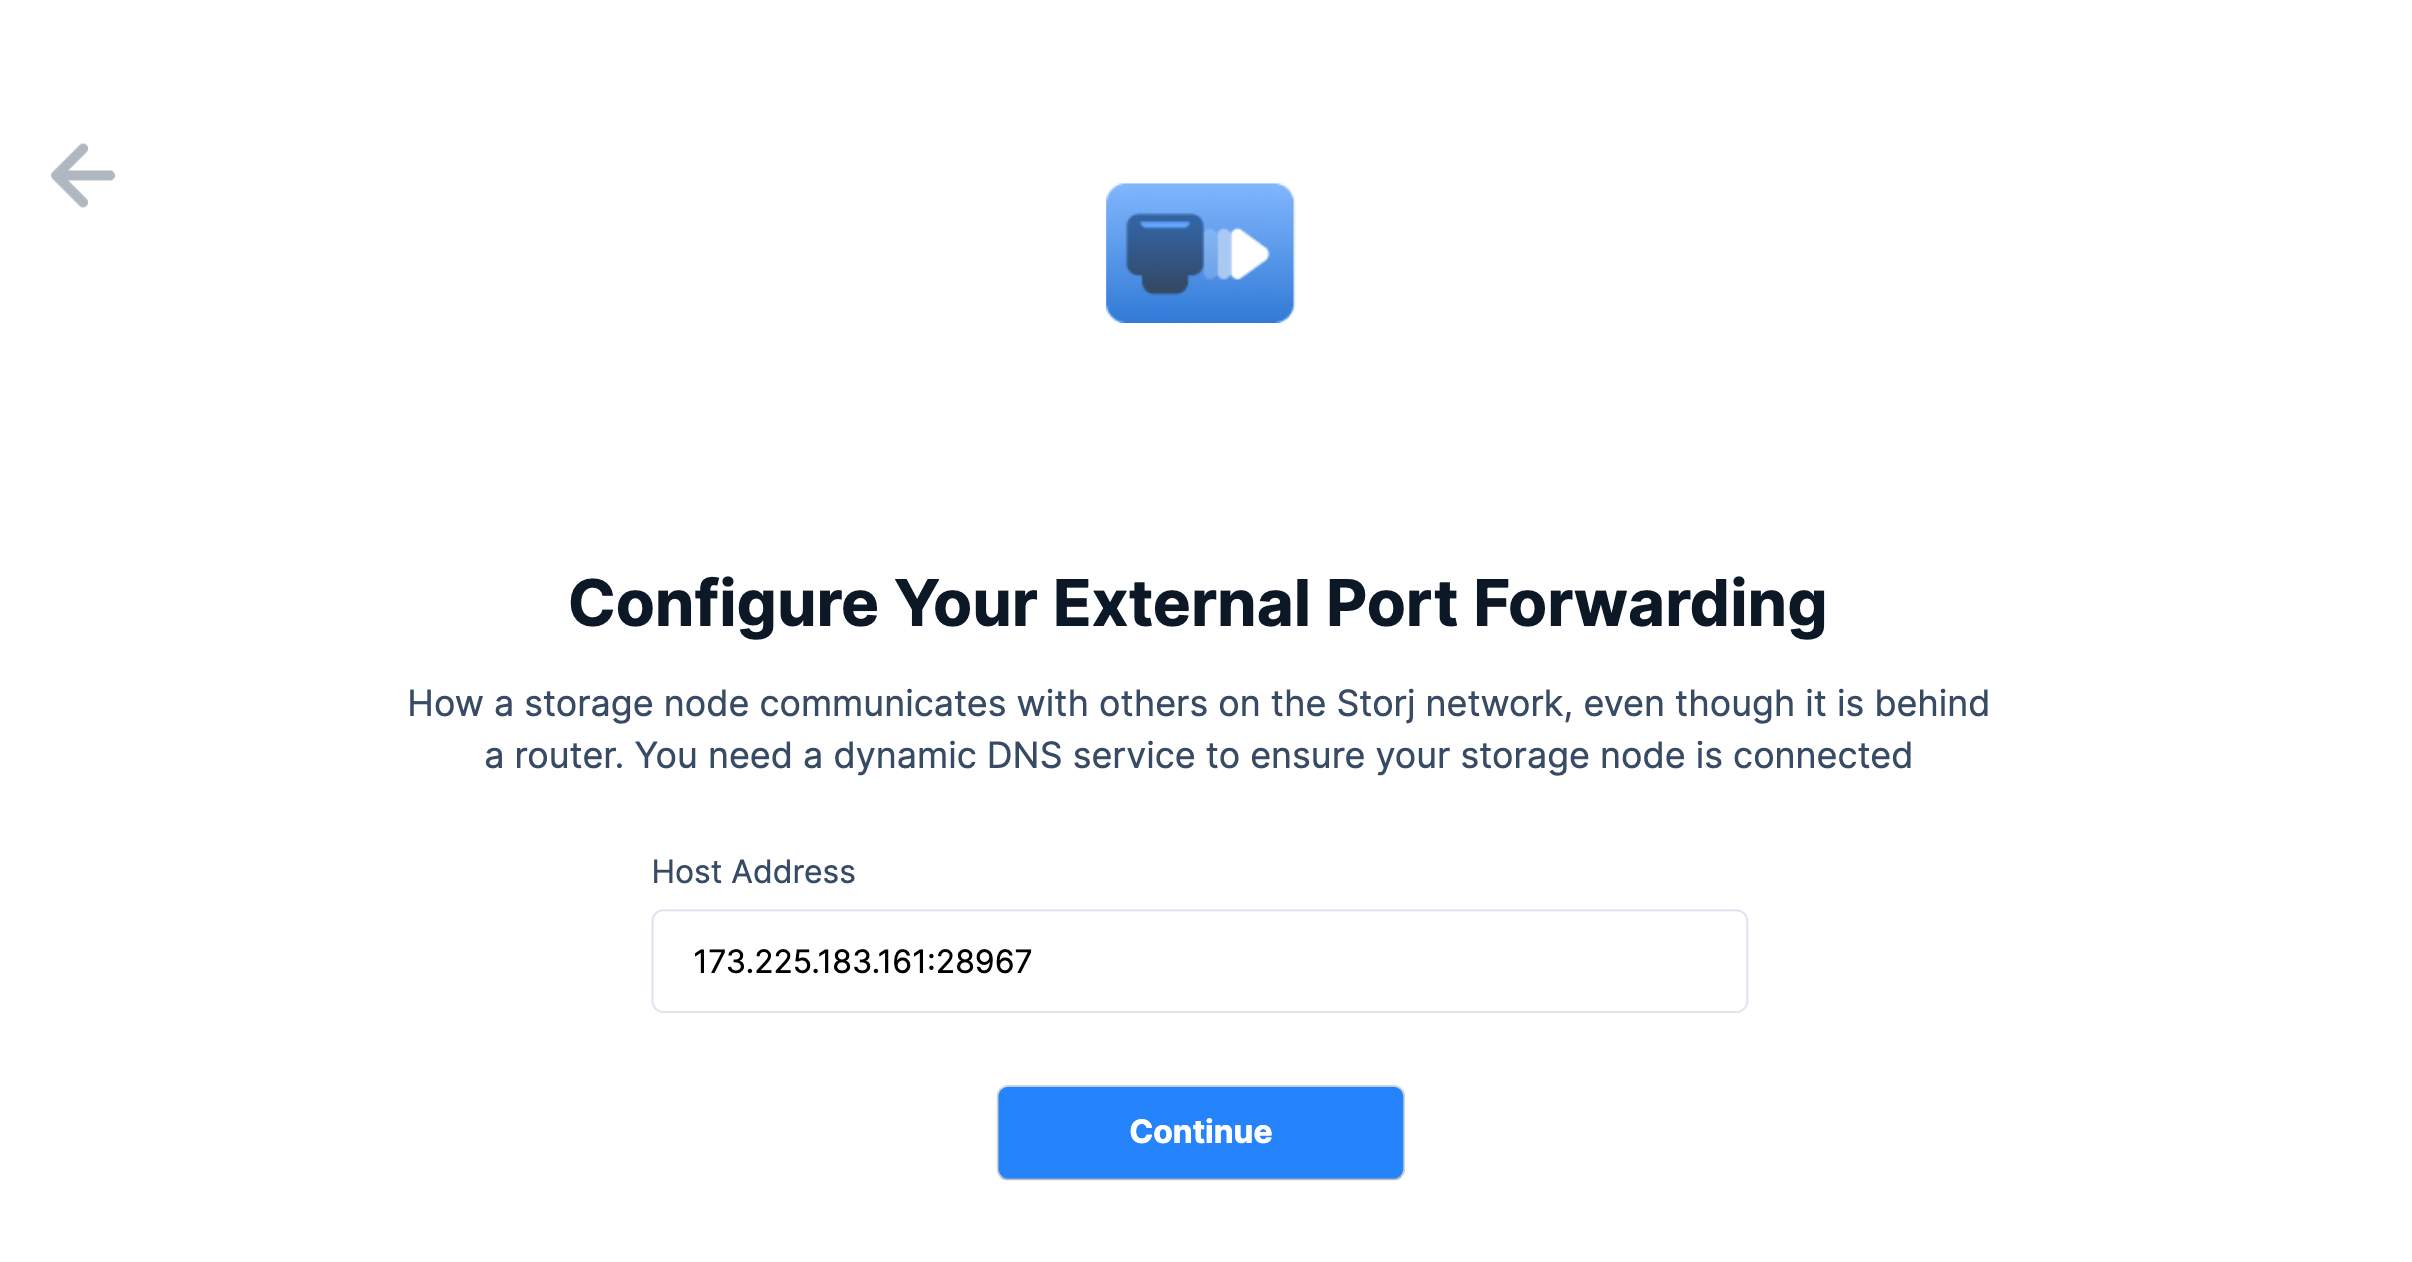 Configure Your External Port Forwarding
How a storage node communicates with others on the Storj network, even though it is behind
a router. You need a dynamic DNS service to ensure your storage node is connected
Host Address
173.225.183.161:28967
Continue